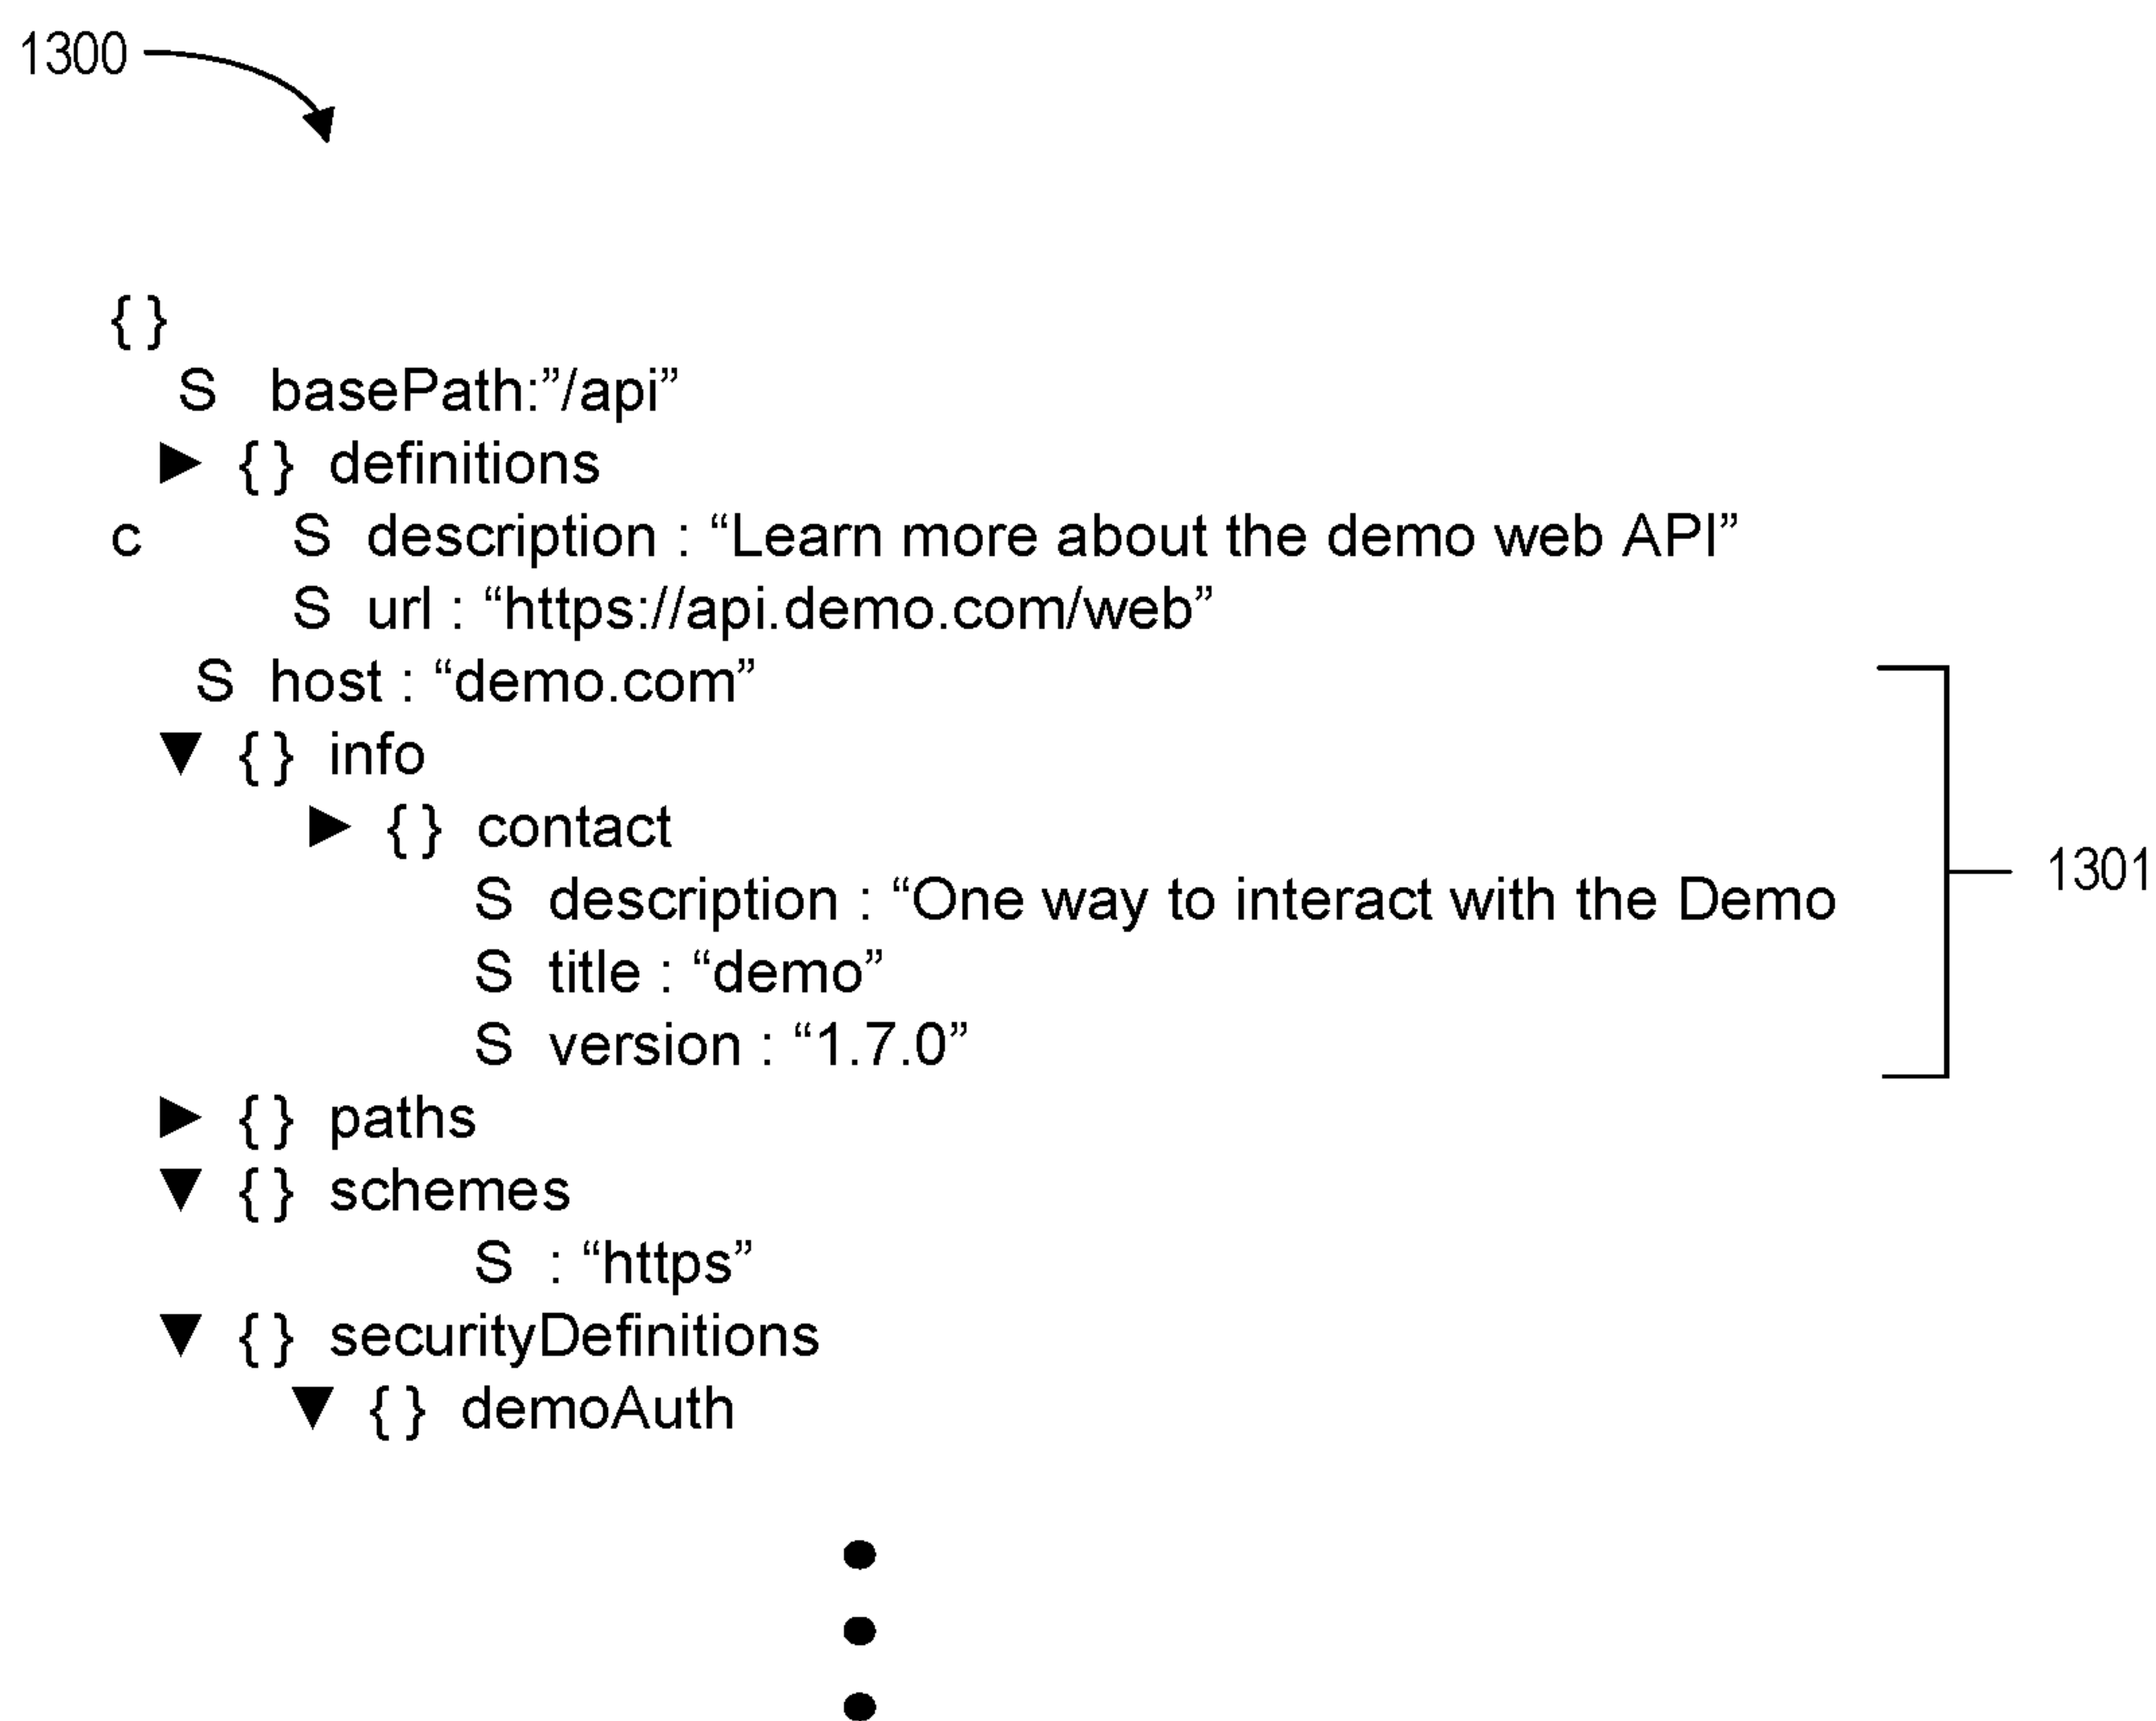 1300
{ }
S basePath:”/api”
► { } definitions
c S description : “Learn more about the demo web API”
S url : “https://api.demo.com/web”
S host : “demo.com”
▼ { } info
► { } contact
S description : “One way to interact with the Demo
1301
S title : “demo”
S version : “1.7.0”
► { } paths
▼ { } schemes
S : “https”
▼ { } securityDefinitions
▼ { } demoAuth